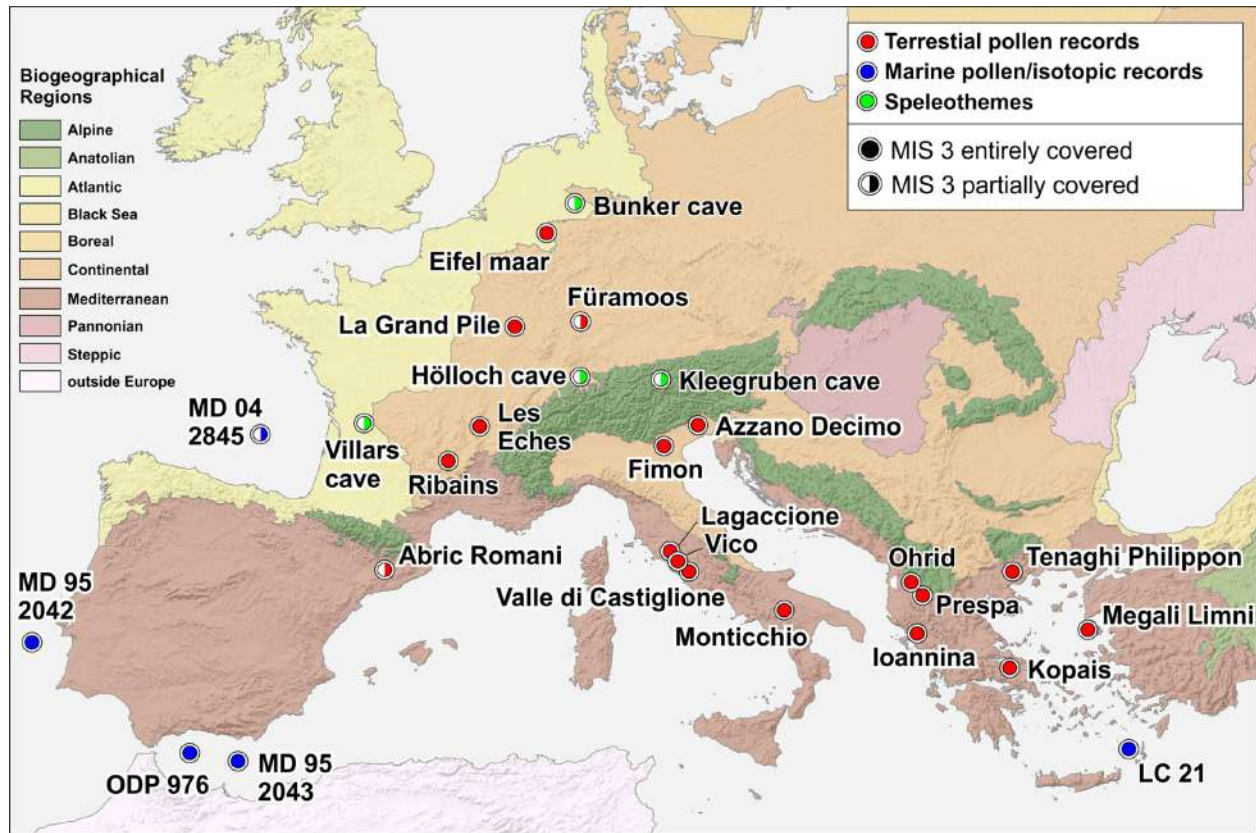 Biogeographical
Regions
Alpine
Anatolian
Atlantic
Black Sea
Boreal
Continental
Mediterranean
Pannonian
Steppic
outside Europe
Terrestial pollen records
Marine pollen/isotopic records
Speleothemes
MIS 3 entirely covered
MIS 3 partially covered
Bunker cave
Eifel maar
Füramoos
La Grand Pile
Hölloch cave
Kleegruben cave
MD 04
2845
Villars
cave
Les
Eches
Ribains
Azzano Decimo
Fimon
Lagaccione
Vico
Abric Romani
Valle di Castiglione
Monticchio
Ohrid
Prespa
Tenaghi Philippon
Megali Limni
Ioannina
Kopais
MD 95
2042
ODP 976
MD 95
2043
LC 21